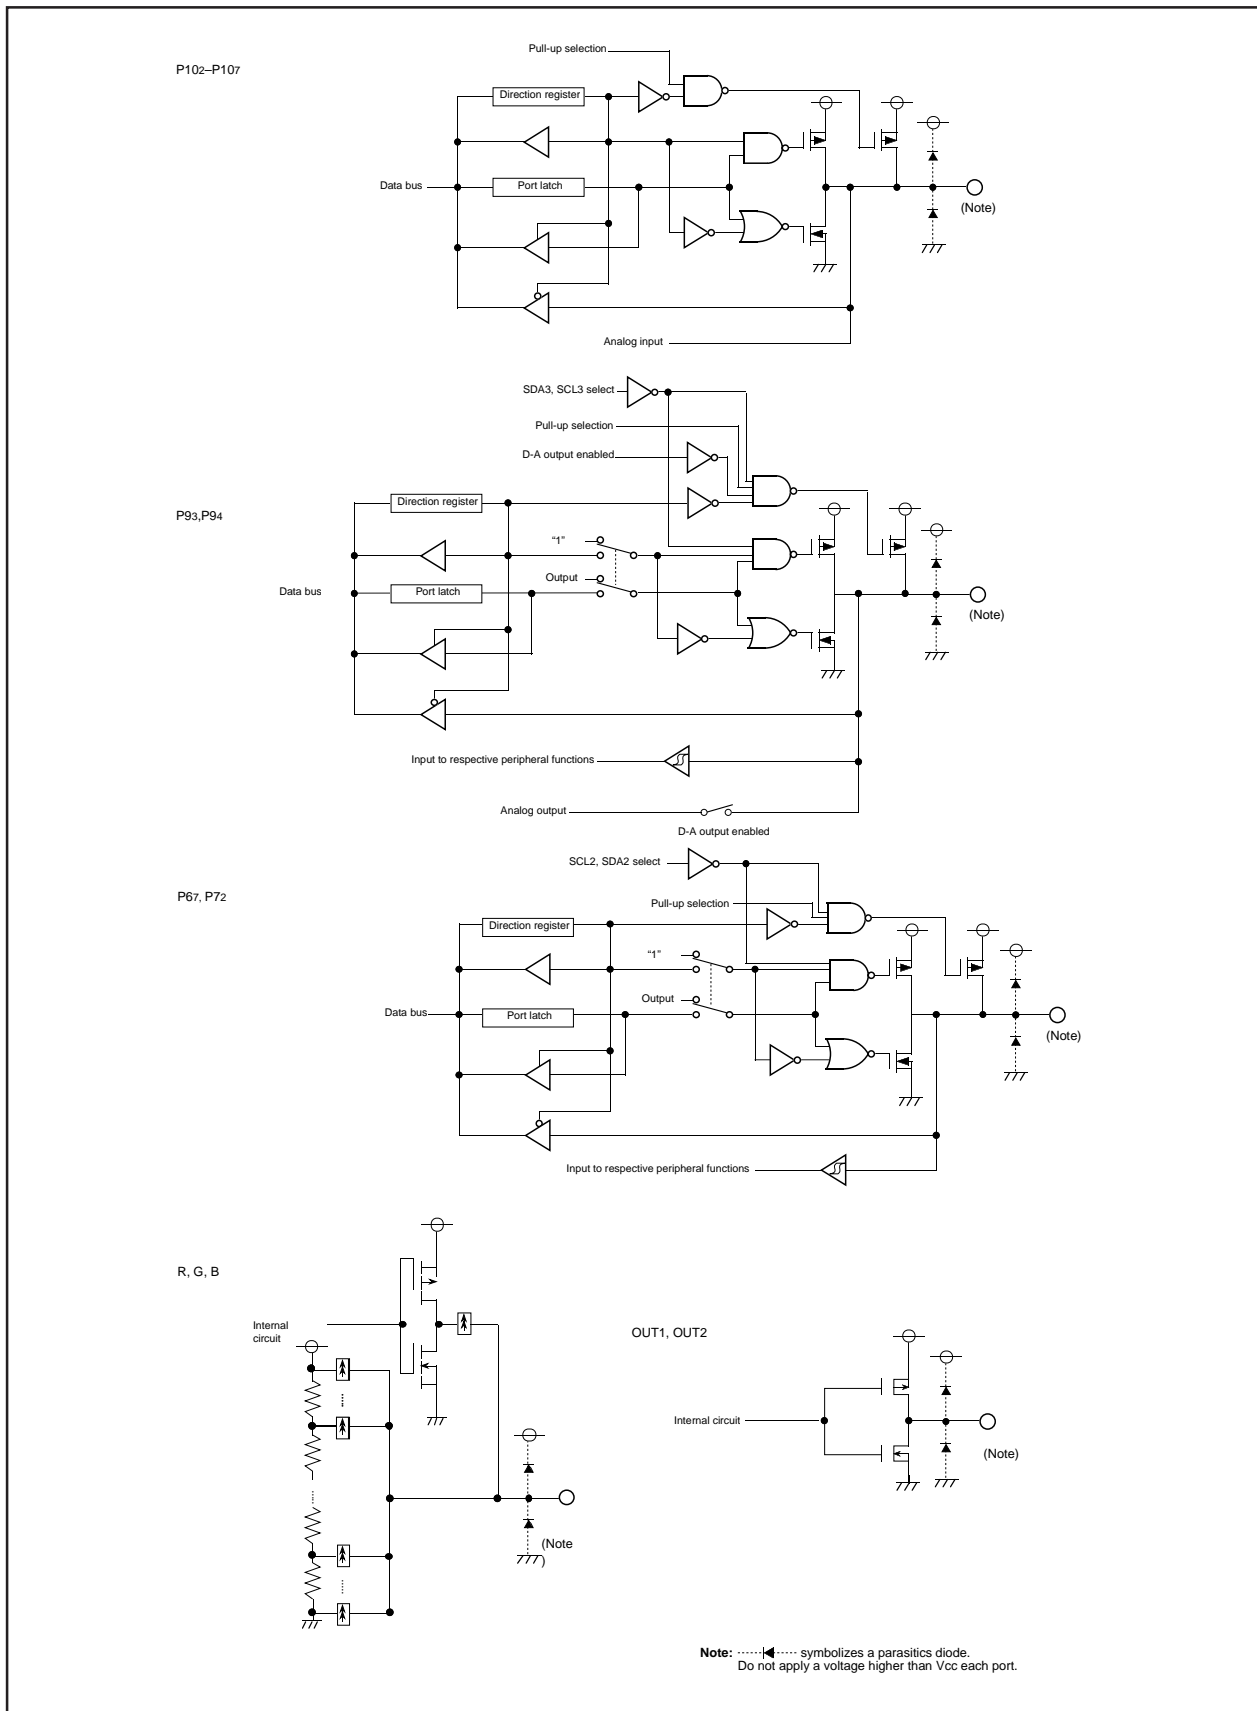 Pull-up selection
P102–P107
Direction register
Data bus
Port latch
(Note)
Analog input
SDA3, SCL3 select
Pull-up selection
D-A output enabled
Direction register
P93,P94
“1”
Output
Data bus
Port latch
(Note)
Input to respective peripheral functions
Analog output
D-A output enabled
SCL2, SDA2 select
P67, P72
Pull-up selection
Direction register
“1”
Output
Data bus
Port latch
(Note)
Input to respective peripheral functions
R, G, B
Internal
circuit
OUT1, OUT2
Internal circuit
(Note)
(Note
)
Note: symbolizes a parasitics diode.
Do not apply a voltage higher than Vcc each port.